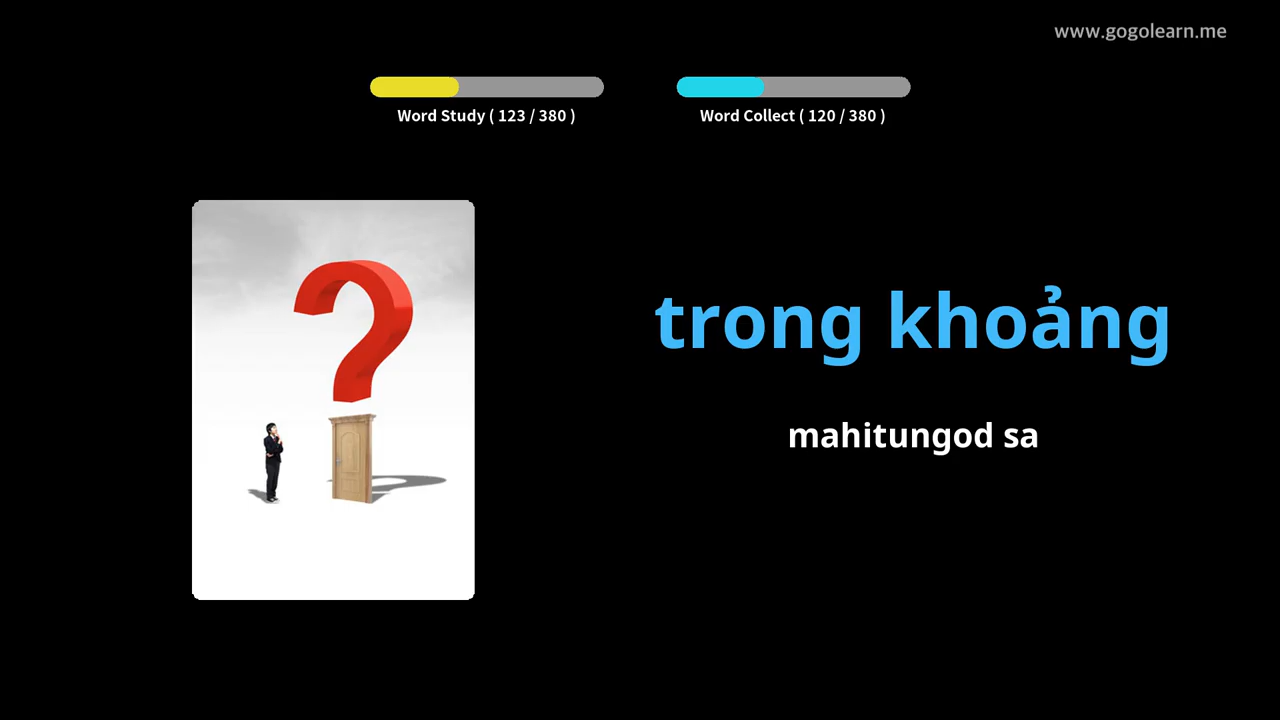 www.gogolearn.me
Word Study ( 123 / 380 )
Word Collect ( 120 / 380 )
trong khoảng
mahitungod sa